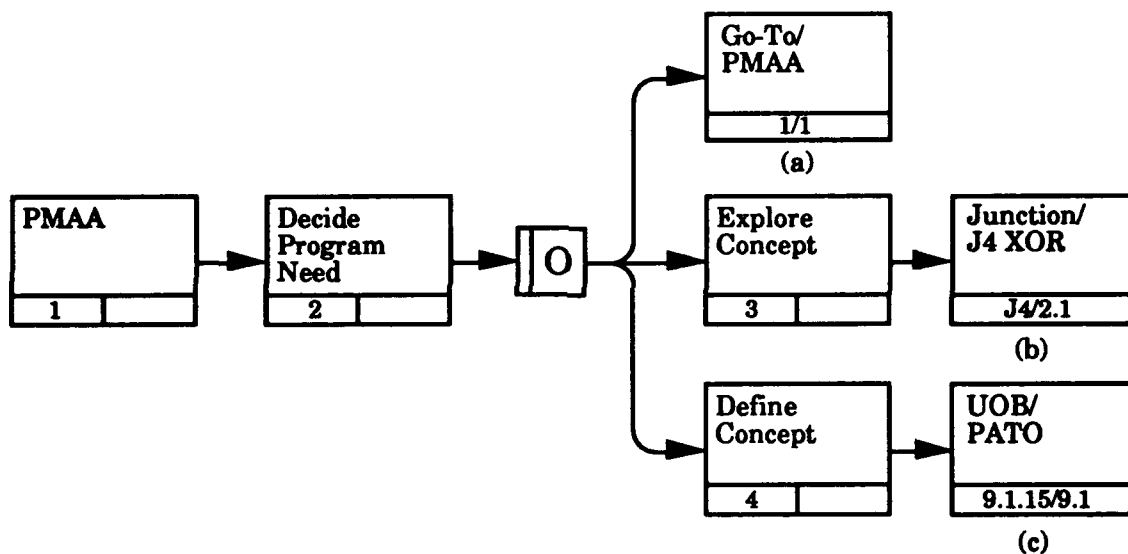 Go-To/
PMAA
1/1
(a)
PMAA
1
Decide
Program
Need
2
O
Explore
Concept
3
Junction/
J4 XOR
J4/2.1
(b)
Define
Concept
4
UOB/
PATO
9.1.15/9.1
(c)